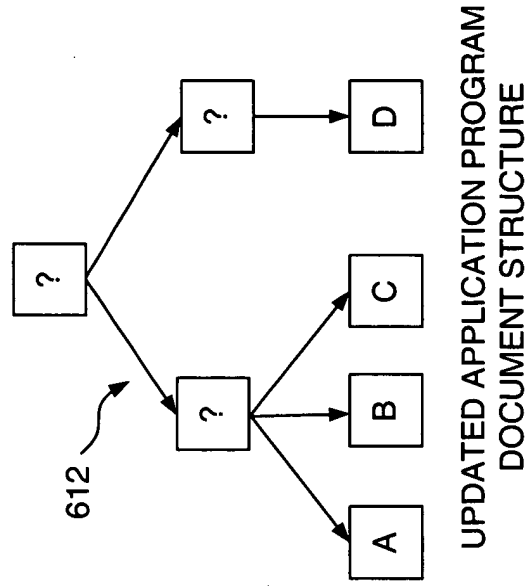 ?
612
?
?
A
B
C
D
UPDATED APPLICATION PROGRAM
DOCUMENT STRUCTURE